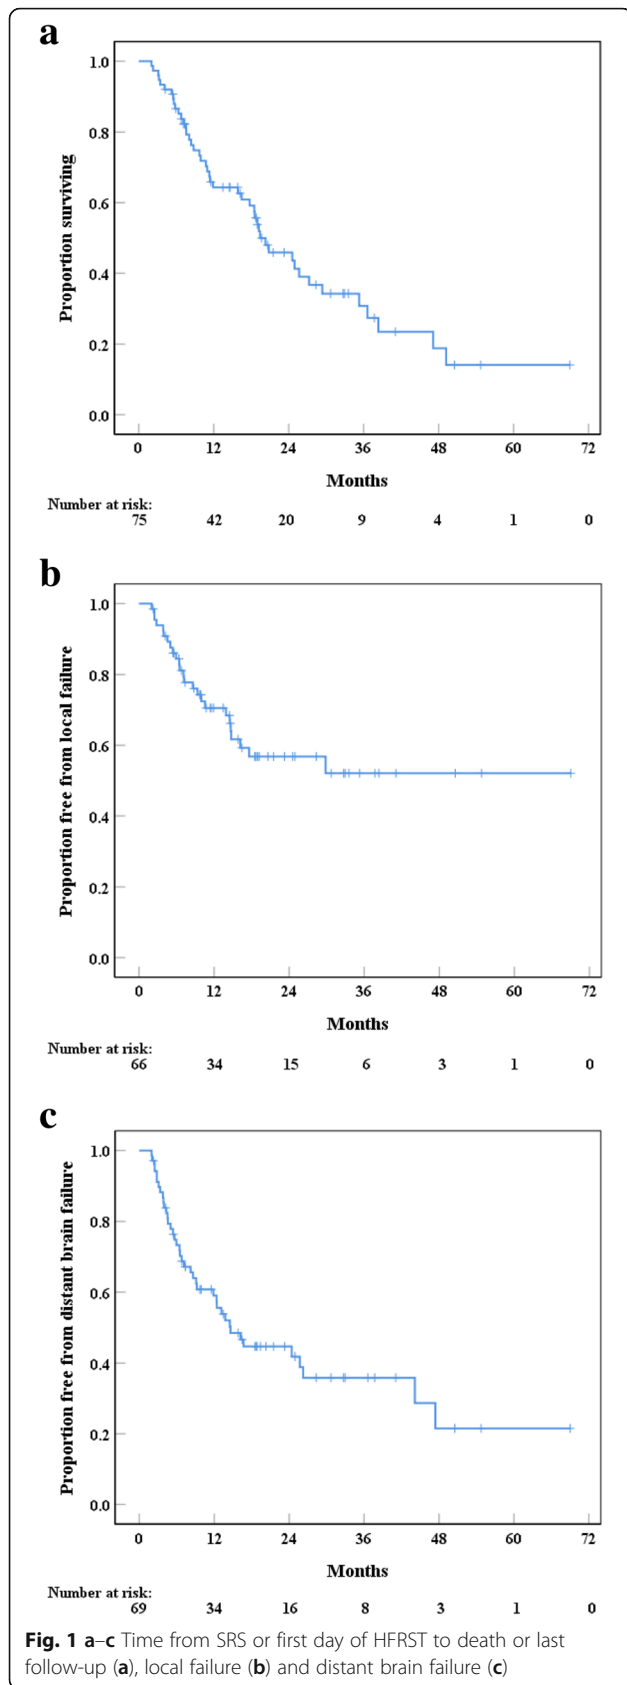 a
1.0
0.8
0.6
0.4
0.2
0.0
Proportion surviving
0 12 24 36 48 60 72
Months
Number at risk:
75 42 20 9 4 1 0
b
1.0
0.8
0.6
0.4
0.2
0.0
Proportion free from local failure
0 12 24 36 48 60 72
Months
Number at risk:
66 34 15 6 3 1 0
c
1.0
0.8
0.6
0.4
0.2
0.0
Proportion free from distant brain failure
0 12 24 36 48 60 72
Months
Number at risk:
69 34 16 8 3 1 0
Fig. 1 a–c Time from SRS or first day of HFRST to death or last
follow-up (a), local failure (b) and distant brain failure (c)